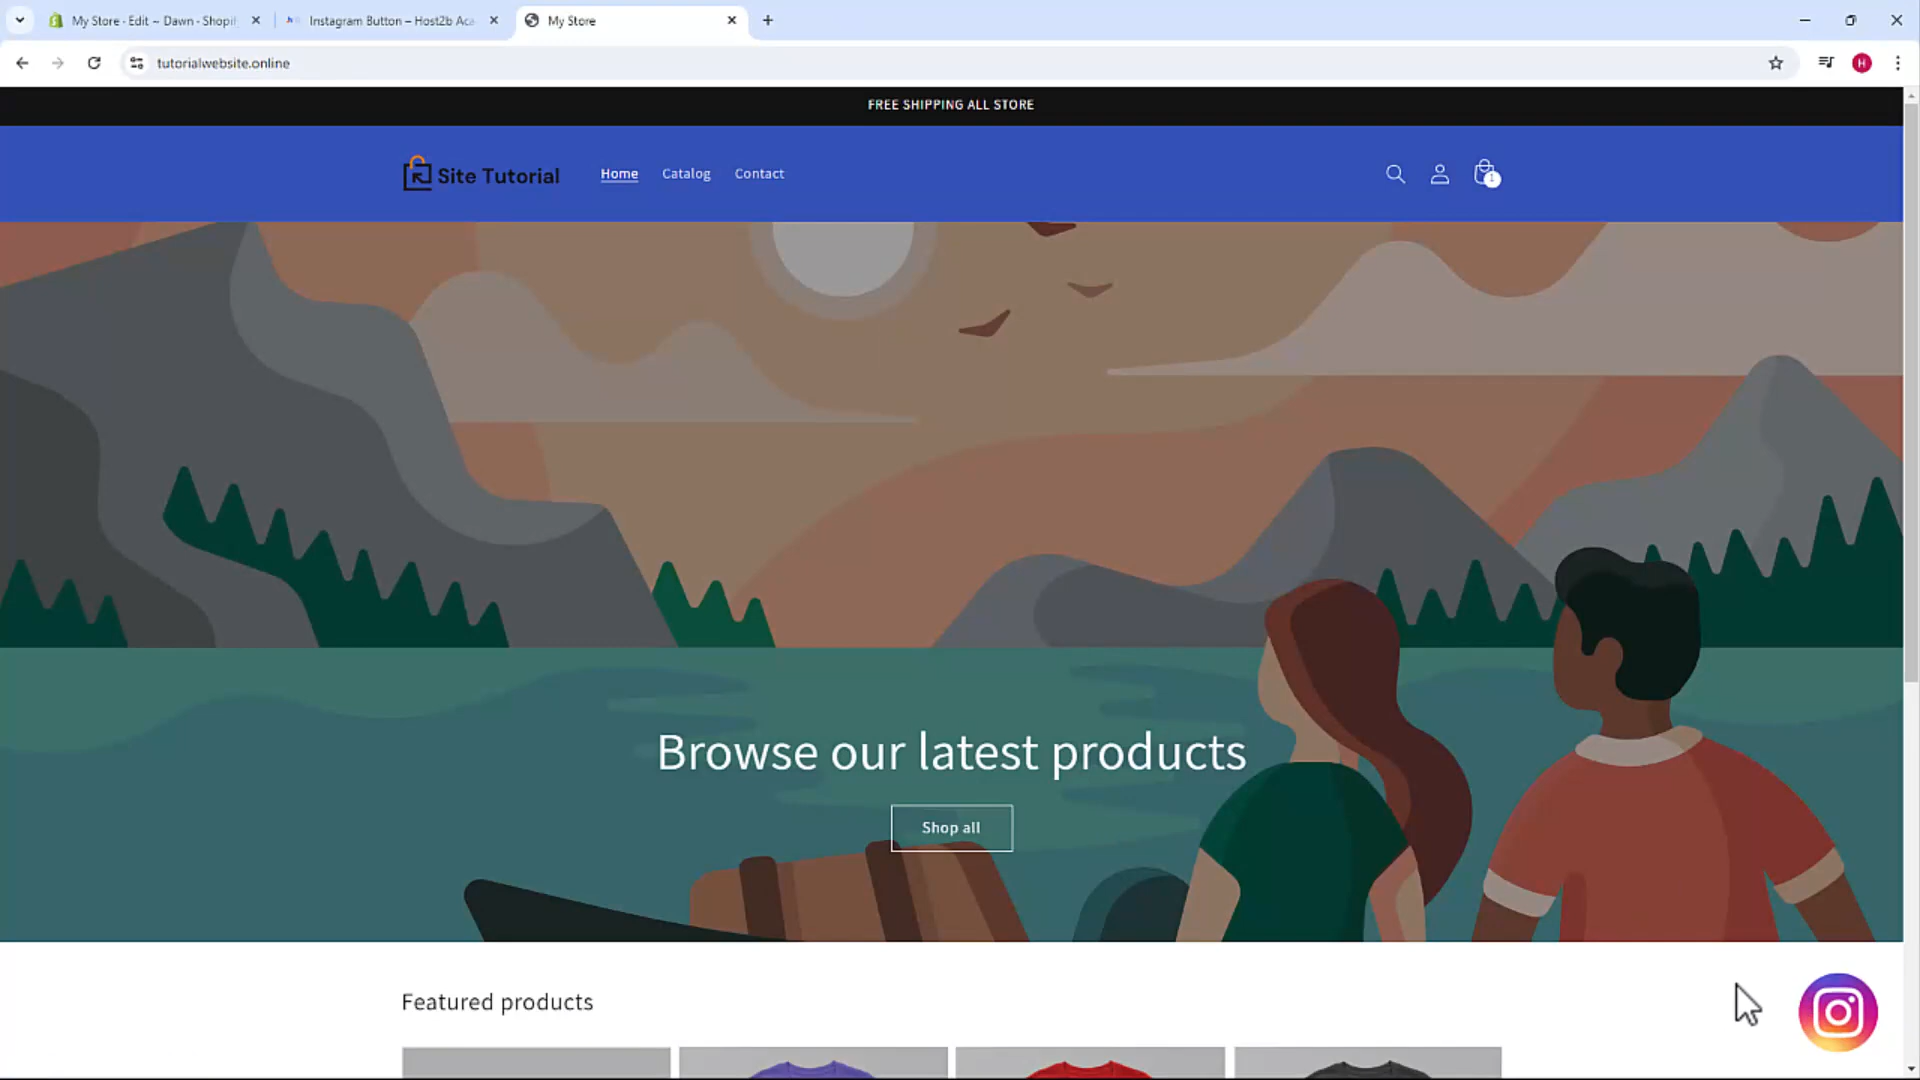 My Store · Edit ~ Dawn · Shopif
Instagram Button – Host2b Aca
My Store
tutorialwebsite.online
H
FREE SHIPPING ALL STORE
Site Tutorial
Home
Catalog
Contact
1
Browse our latest products
Shop all
Featured products